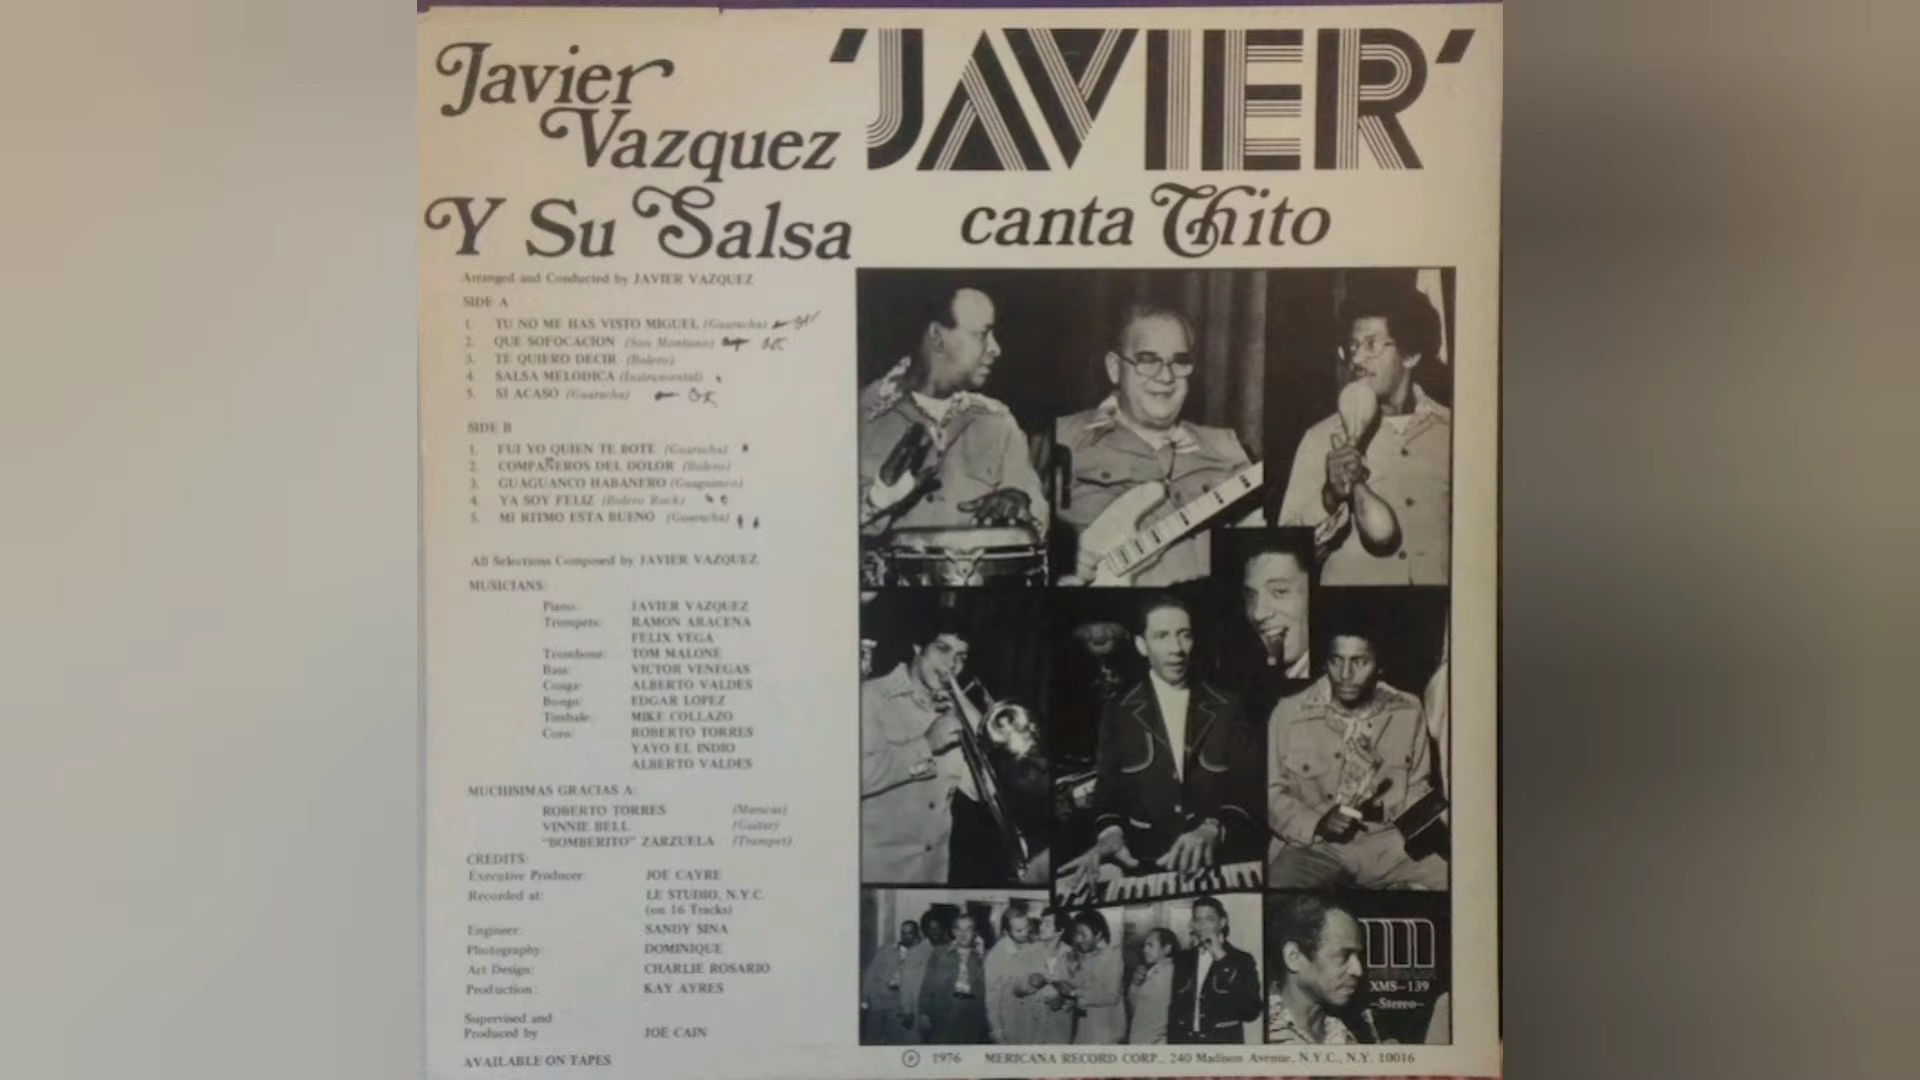 Javier
Vazquez
Y Su Salsa
'JAVIER'
canta Chito
Arranged and Conducted by JAVIER VAZQUEZ
SIDE A
1. TU NO ME HAS VISTO MIGUEL (Guaracha)
2. QUE SOFOCACION (Son Montuno) OK
3. TE QUIERO DECIR (Bolero)
4. SALSA MELODICA (Instrumental)
5. SI ACASO (Guaracha) OK
SIDE B
1. FUI YO QUIEN TE BOTE (Guaracha)
2. COMPAÑEROS DEL DOLOR (Bolero)
3. GUAGUANCO HABANERO (Guaguanco)
4. YA SOY FELIZ (Bolero Rock)
5. MI RITMO ESTA BUENO (Guaracha)
All Selections Composed by JAVIER VAZQUEZ
MUSICIANS:
Piano: JAVIER VAZQUEZ
Trumpets: RAMON ARACENA
FELIX VEGA
Trombone: TOM MALONE
Bass: VICTOR VENEGAS
Conga: ALBERTO VALDES
Bongo: EDGAR LOPEZ
Timbale: MIKE COLLAZO
Coro: ROBERTO TORRES
YAYO EL INDIO
ALBERTO VALDES
MUCHISIMAS GRACIAS A:
ROBERTO TORRES (Maracas)
VINNIE BELL (Guitar)
"BOMBERITO" ZARZUELA (Trumpet)
CREDITS:
Executive Producer: JOE CAYRE
Recorded at: LE STUDIO, N.Y.C.
(on 16 Tracks)
Engineer: SANDY SINA
Photography: DOMINIQUE
Art Design: CHARLIE ROSARIO
Production: KAY AYRES
Supervised and
Produced by JOE CAIN
AVAILABLE ON TAPES
XMS-139
-Stereo-
Ⓟ 1976 MERICANA RECORD CORP., 240 Madison Avenue, N.Y.C., N.Y. 10016